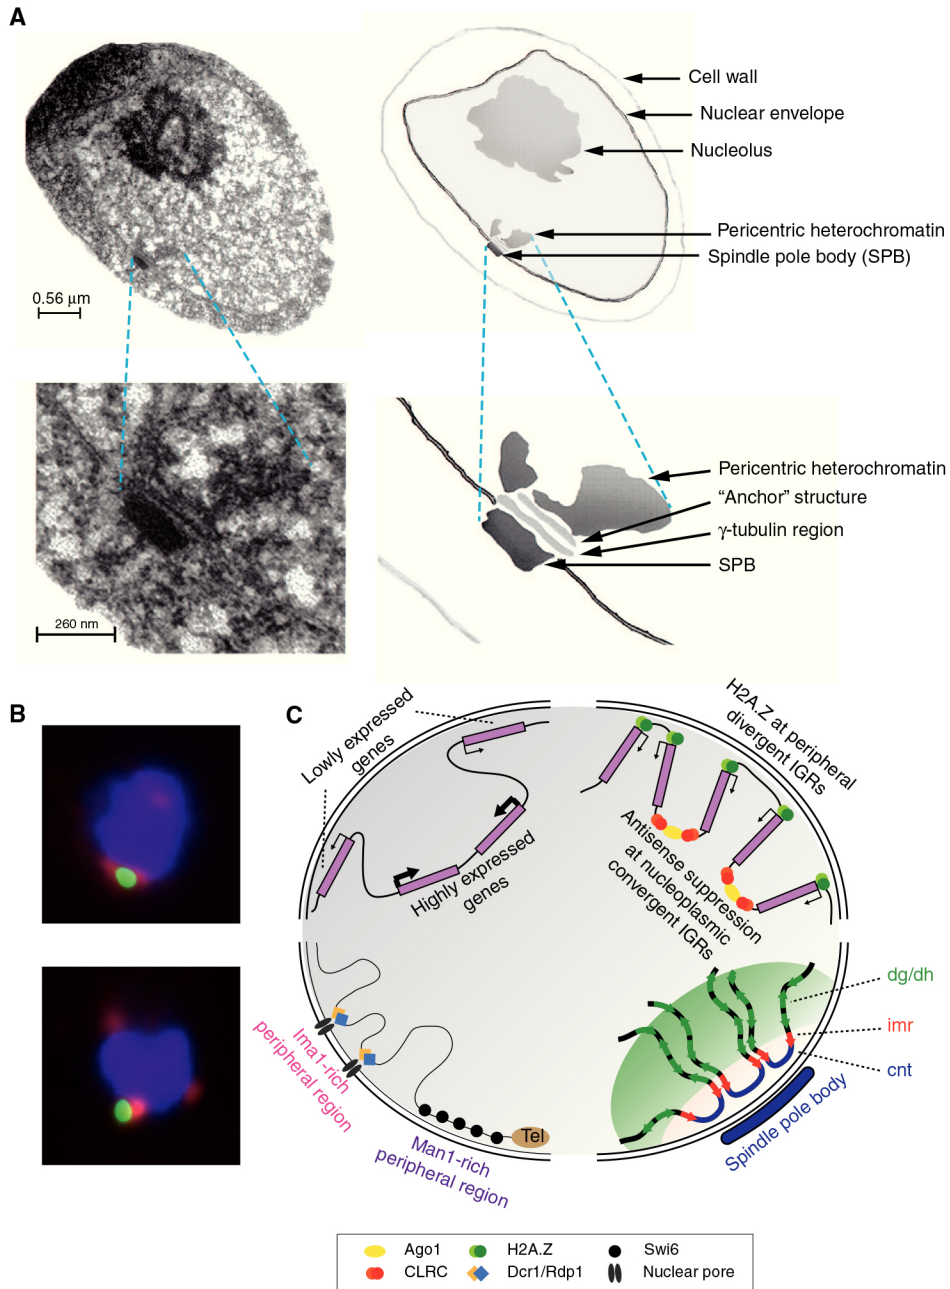 A
Cell wall
Nuclear envelope
Nucleolus
Pericentric heterochromatin
Spindle pole body (SPB)
0.56 μm
Pericentric heterochromatin
“Anchor” structure
γ-tubulin region
SPB
260 nm
B
C
Lowly expressed
genes
Highly expressed
genes
H2A.Z at peripheral
divergent IGRs
Antisense suppression
at nucleoplasmic
convergent IGRs
Ima1-rich
peripheral region
Tel
Man1-rich
peripheral region
dg/dh
imr
cnt
Spindle pole body
Ago1
H2A.Z
Swi6
CLRC
Dcr1/Rdp1
Nuclear pore